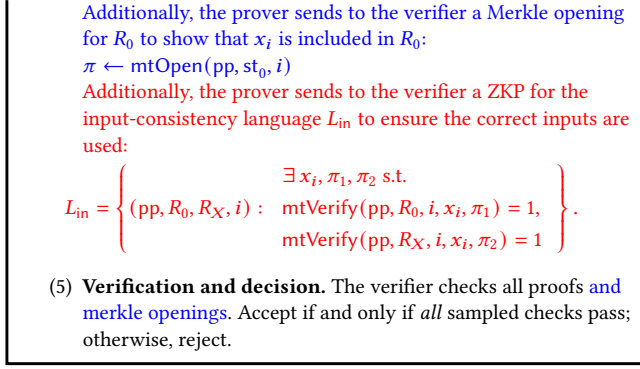 Additionally, the prover sends to the verifier a Merkle opening
for R₀ to show that xᵢ is included in R₀:
π ← mtOpen(pp, st₀, i)
Additionally, the prover sends to the verifier a ZKP for the
input-consistency language L_in to ensure the correct inputs are
used:
∃ xᵢ, π₁, π₂ s.t.
L_in = { (pp, R₀, R_X, i) : mtVerify(pp, R₀, i, xᵢ, π₁) = 1, } .
mtVerify(pp, R_X, i, xᵢ, π₂) = 1
(5) Verification and decision. The verifier checks all proofs and
merkle openings. Accept if and only if all sampled checks pass;
otherwise, reject.